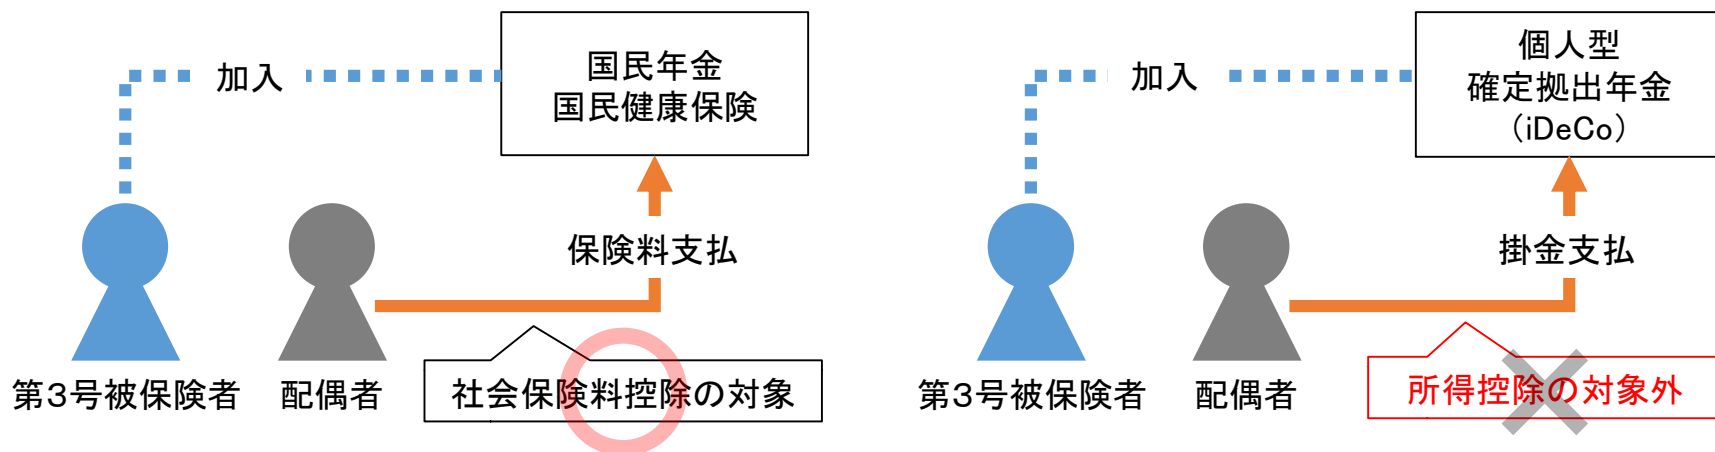 加入
国民年金
国民健康保険
保険料支払
第3号被保険者
配偶者
社会保険料控除の対象
加入
個人型
確定拠出年金
（iDeCo）
掛金支払
第3号被保険者
配偶者
所得控除の対象外